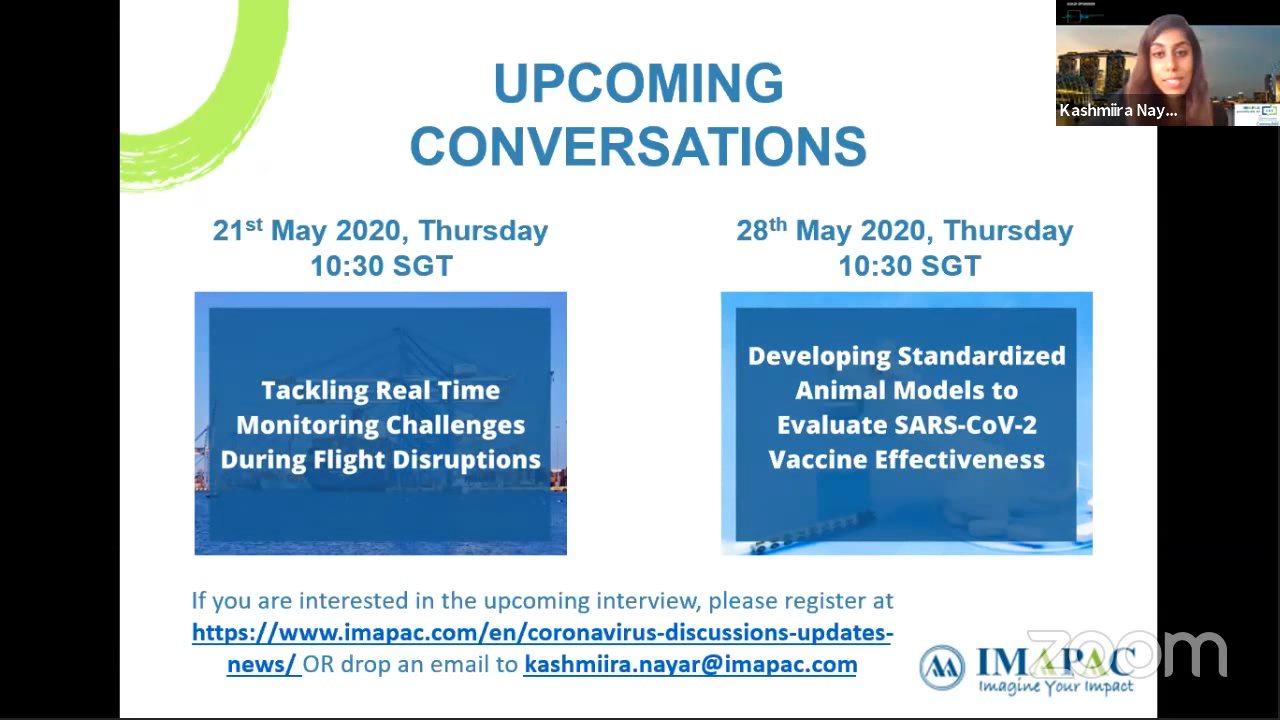 UPCOMING
CONVERSATIONS
Kashmiira Nay...
21st May 2020, Thursday
10:30 SGT
28th May 2020, Thursday
10:30 SGT
Tackling Real Time
Monitoring Challenges
During Flight Disruptions
Developing Standardized
Animal Models to
Evaluate SARS-CoV-2
Vaccine Effectiveness
If you are interested in the upcoming interview, please register at
https://www.imapac.com/en/coronavirus-discussions-updates-
news/ OR drop an email to kashmiira.nayar@imapac.com
IMAPAC
Imagine Your Impact
zoom